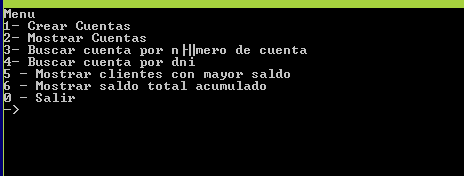 Menu
1- Crear Cuentas
2- Mostrar Cuentas
3- Buscar cuenta por n├║mero de cuenta
4- Buscar cuenta por dni
5 - Mostrar clientes con mayor saldo
6 - Mostrar saldo total acumulado
0 - Salir
->